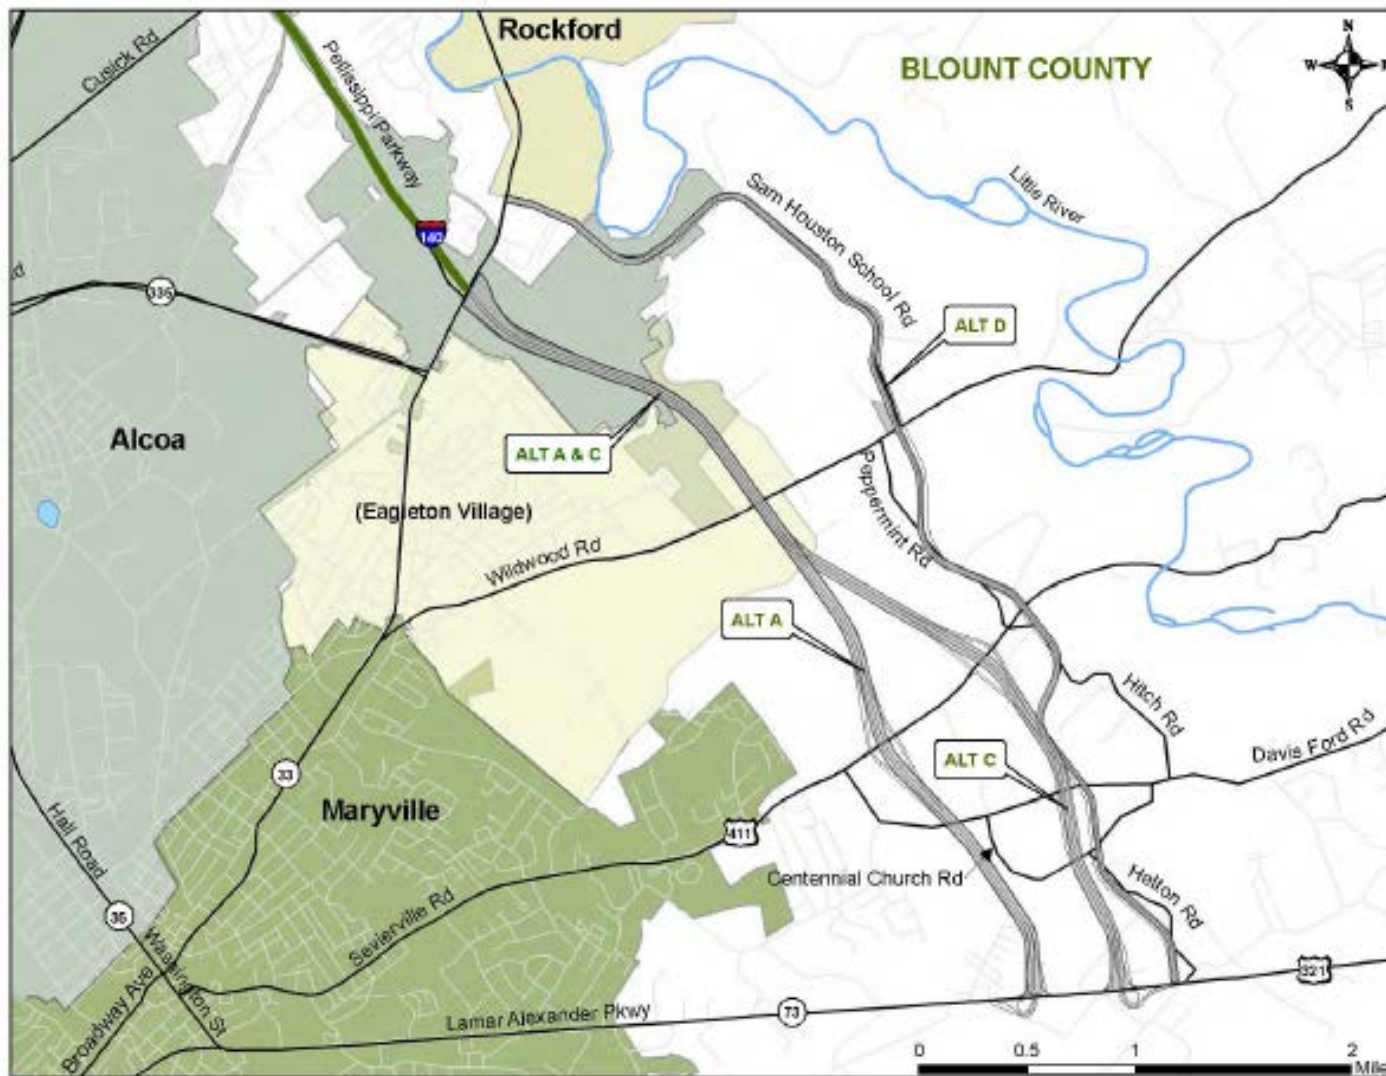 Rockford
BLOUNT COUNTY
N
W
S
Cusick Rd
Pellissippi Parkway
Little River
Sam Houston School Rd
140
335
ALT D
Alcoa
ALT A & C
(Eagleton Village)
Peppermint Rd
Wildwood Rd
ALT A
Hitch Rd
Davis Ford Rd
ALT C
33
Maryville
411
Hall Road
Centennial Church Rd
Helton Rd
35
Sevierville Rd
Washington St
Broadway Ave
321
Lamar Alexander Pkwy
73
0 0.5 1 2
Mile